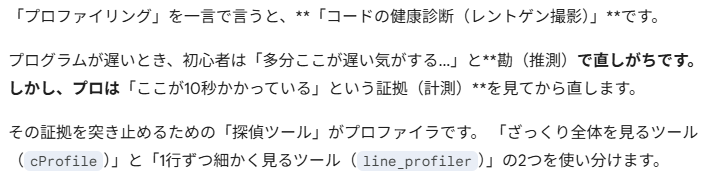 「プロファイリング」を一言で言うと、**「コードの健康診断（レントゲン撮影）」**です。
プログラムが遅いとき、初心者は「多分ここが遅い気がする...」と**勘（推測）で直しがちです。
しかし、プロは「ここが10秒かかっている」という証拠（計測）**を見てから直します。
その証拠を突き止めるための「探偵ツール」がプロファイラです。 「ざっくり全体を見るツール
（cProfile）」と「1行ずつ細かく見るツール（line_profiler）」の2つを使い分けます。